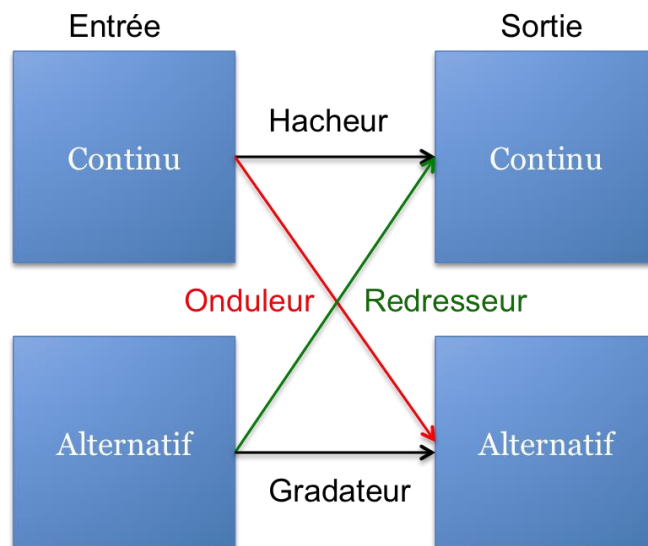 Entrée
Sortie
Hacheur
Continu
Continu
Onduleur
Redresseur
Alternatif
Alternatif
Gradateur